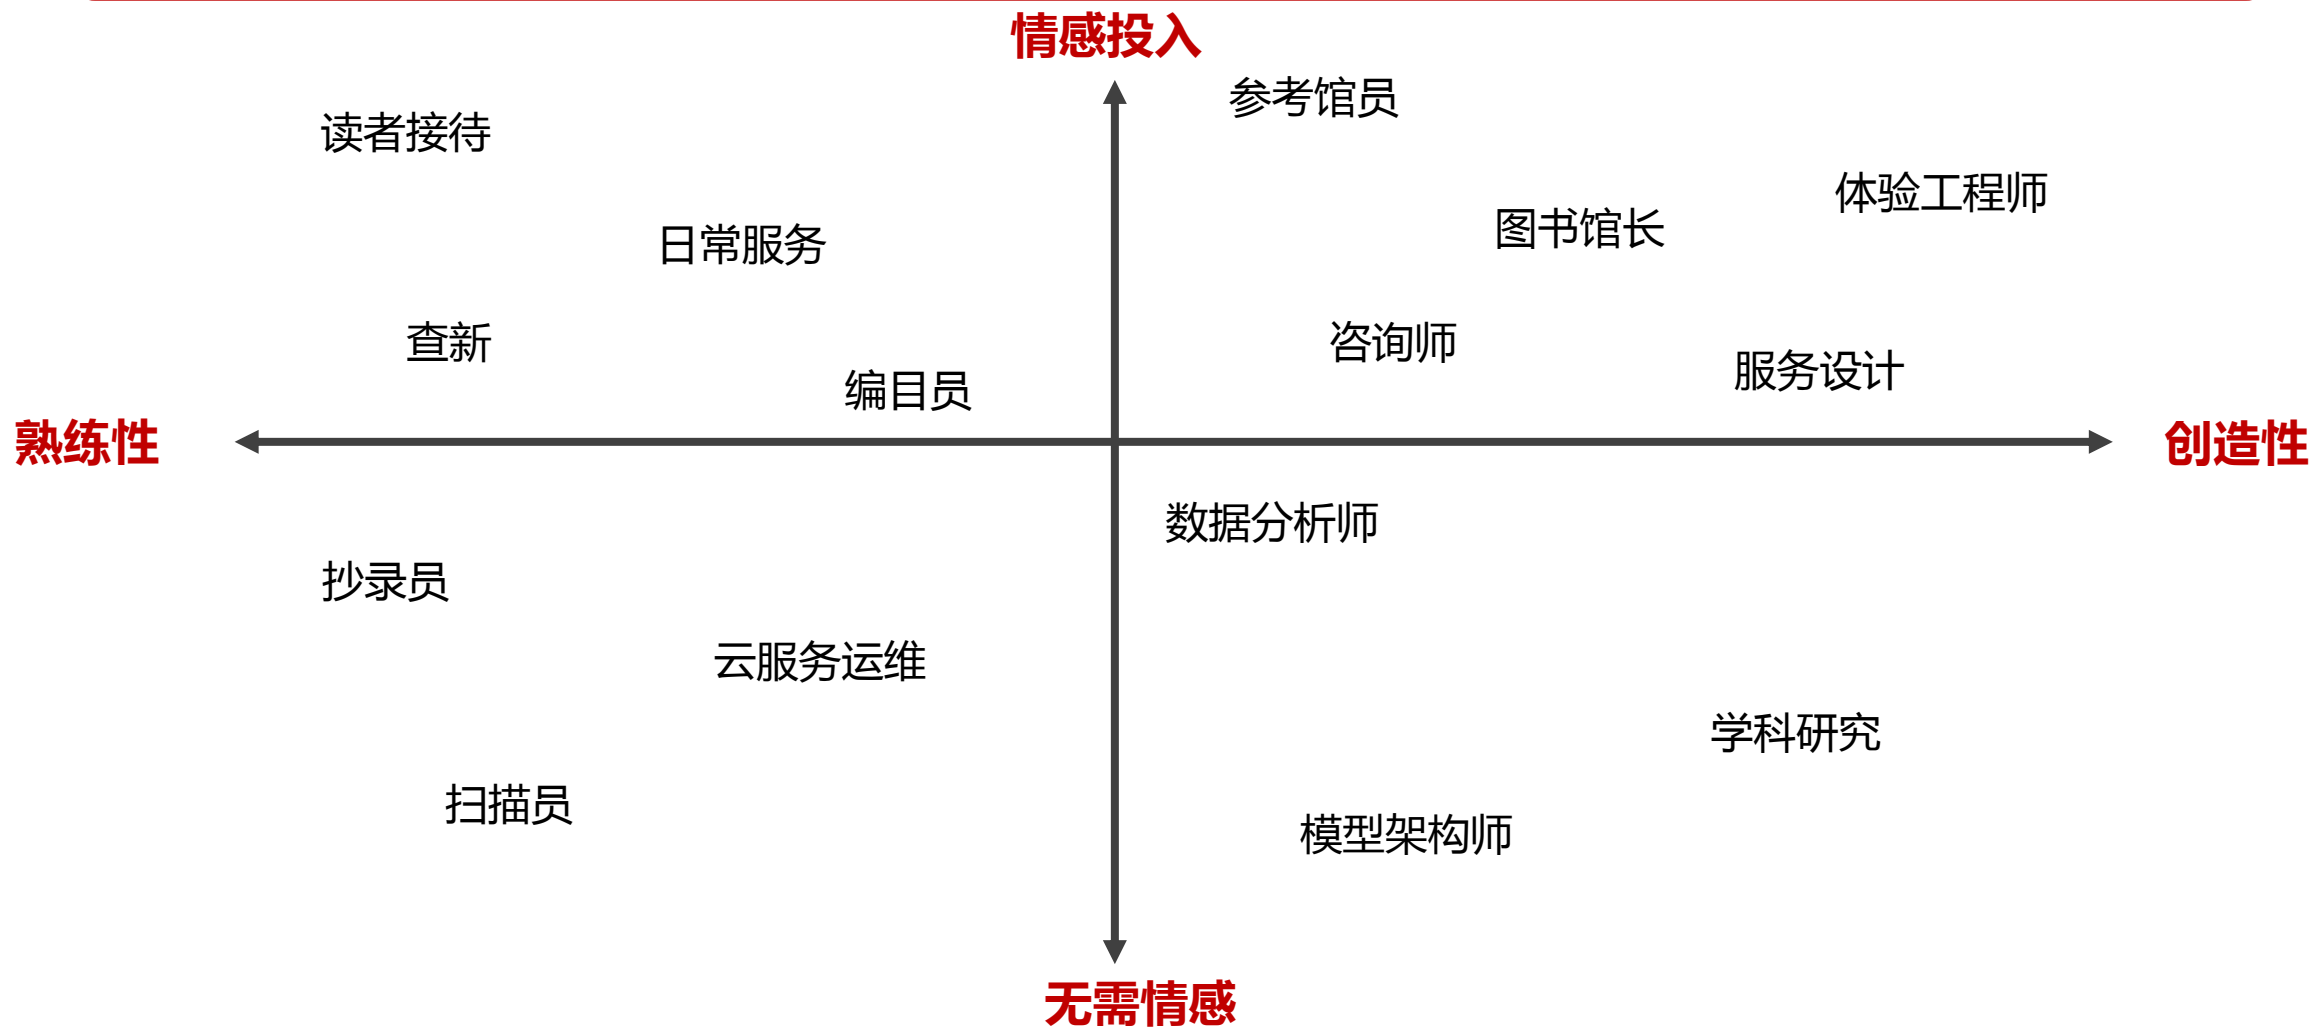 情感投入
参考馆员
读者接待
体验工程师
图书馆长
日常服务
查新
咨询师
服务设计
编目员
熟练性
创造性
数据分析师
抄录员
云服务运维
学科研究
扫描员
模型架构师
无需情感